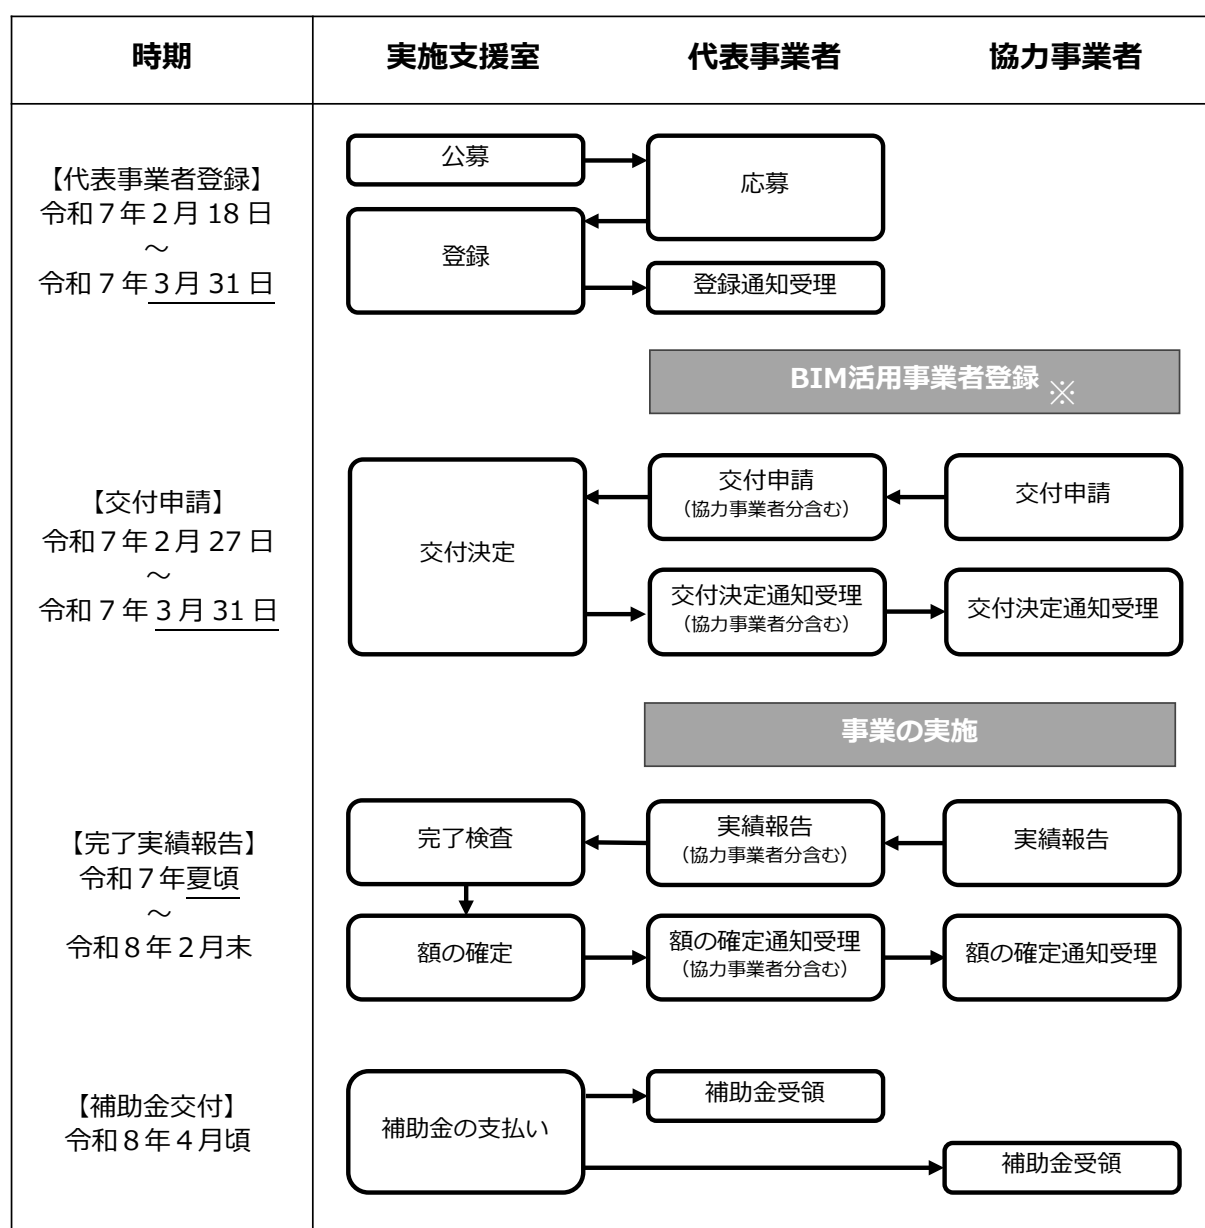 時期
実施支援室
代表事業者
協力事業者
【代表事業者登録】
令和７年２月 18 日
～
令和７年３月 31 日
公募
応募
登録
登録通知受理
BIM活用事業者登録 ※
【交付申請】
令和７年２月 27 日
～
令和７年３月 31 日
交付決定
交付申請
（協力事業者分含む）
交付申請
交付決定通知受理
（協力事業者分含む）
交付決定通知受理
事業の実施
【完了実績報告】
令和７年夏頃
～
令和８年２月末
完了検査
実績報告
（協力事業者分含む）
実績報告
額の確定
額の確定通知受理
（協力事業者分含む）
額の確定通知受理
【補助金交付】
令和８年４月頃
補助金の支払い
補助金受領
補助金受領